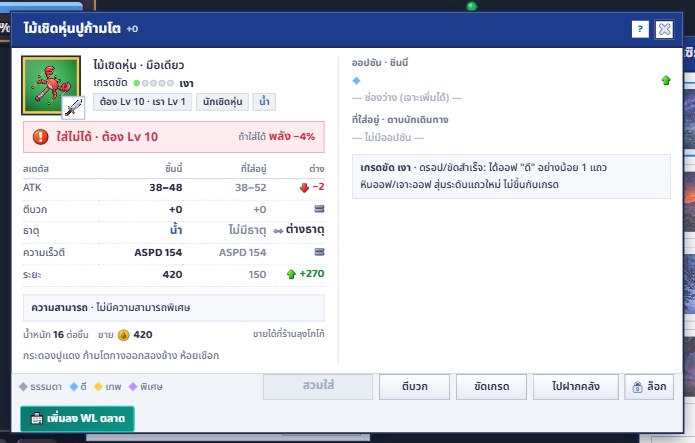 ไม้เชิดหุ่นปูก้ามโต +0
?
ไม้เชิดหุ่น · มือเดียว
เกรดขัด เงา
ต้อง Lv 10 · เรา Lv 1 นักเชิดหุ่น น้ำ
ใส่ไม่ได้ · ต้อง Lv 10 ถ้าใส่ได้ พลัง −4%
สเตตัส ชิ้นนี้ ที่ใส่อยู่ ต่าง
ATK 38–48 38–52 −2
ตีบวก +0 +0
ธาตุ น้ำ ไม่มีธาตุ ต่างธาตุ
ความเร็วตี ASPD 154 ASPD 154
ระยะ 420 150 +270
ความสามารถ · ไม่มีความสามารถพิเศษ
น้ำหนัก 16 ต่อชิ้น ขาย 420 ขายได้ที่ร้านลุงโกโก้
กระดองปูแดง ก้ามโตกางออกสองข้าง ห้อยเชือก
ออปชัน · ชิ้นนี้
— ช่องว่าง (เจาะเพิ่มได้) —
ที่ใส่อยู่ · ดาบนักเดินทาง
— ไม่มีออปชัน —
เกรดขัด เงา · ดรอป/ขัดสำเร็จ: ได้ออฟ "ดี" อย่างน้อย 1 แถว
หินออฟ/เจาะออฟ สุ่มระดับแถวใหม่ ไม่ขึ้นกับเกรด
ธรรมดา ดี เทพ พิเศษ
สวมใส่ ตีบวก ขัดเกรด ไปฝากคลัง ล็อก
เพิ่มลง WL ตลาด